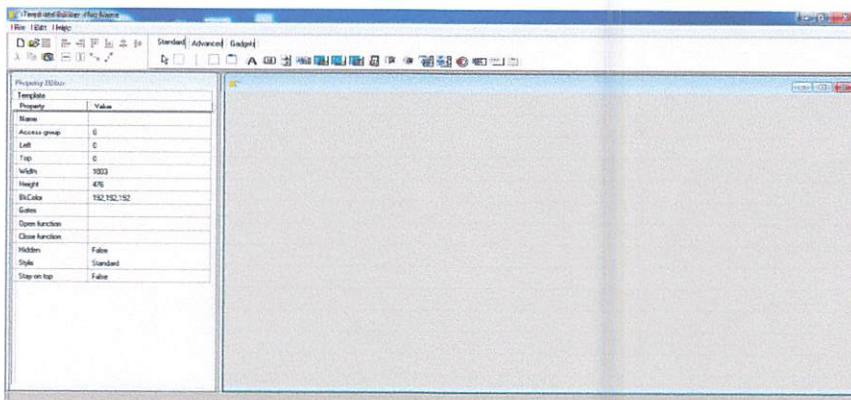 No Name
File Edit Help
Standard Advanced Gadgets
Property Editor
Template
Property Value
Name
Access group 0
Left 0
Top 0
Width 1003
Height 476
BkColor 192,192,192
Gates
Open function
Close function
Hidden False
Style Standard
Stay on top False